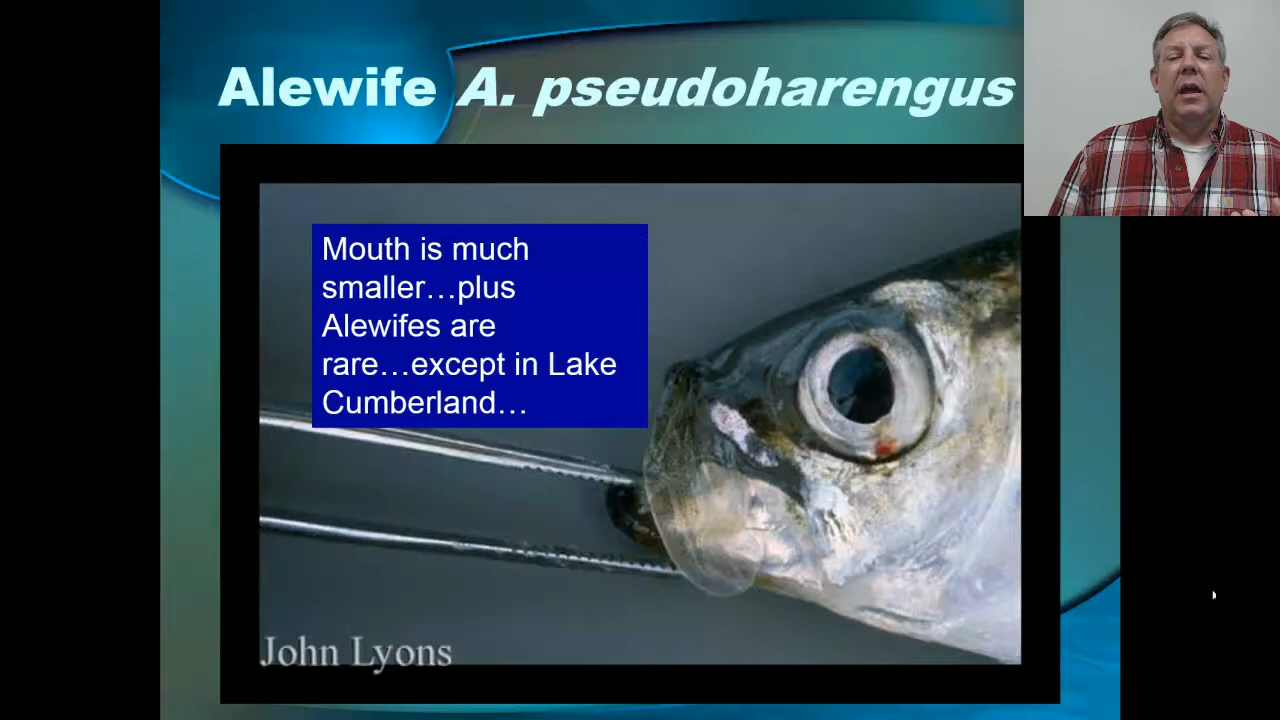 Alewife A. pseudoharengus
Mouth is much
smaller…plus
Alewifes are
rare…except in Lake
Cumberland…
John Lyons